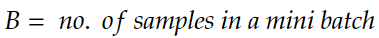 B = no. of samples in a mini batch